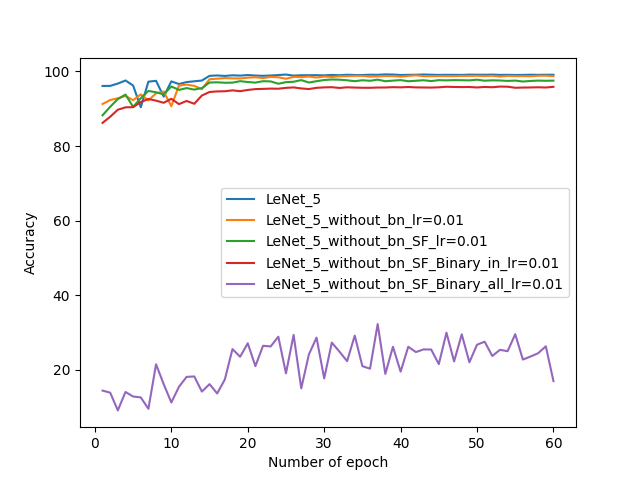 100
80
60
40
20
Accuracy
LeNet_5
LeNet_5_without_bn_lr=0.01
LeNet_5_without_bn_SF_lr=0.01
LeNet_5_without_bn_SF_Binary_in_lr=0.01
LeNet_5_without_bn_SF_Binary_all_lr=0.01
0 10 20 30 40 50 60
Number of epoch